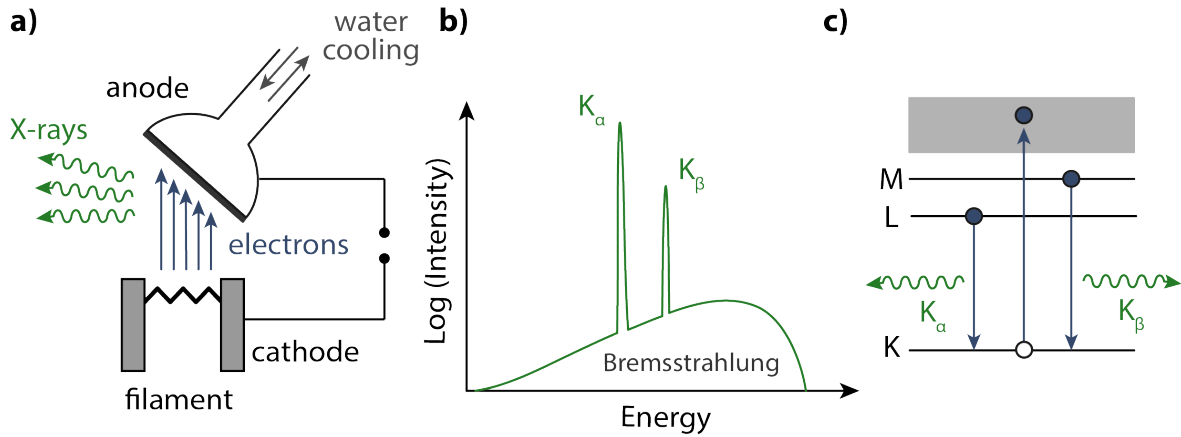 a)
water
cooling
anode
X-rays
electrons
cathode
filament
b)
Kα
Kβ
Log (Intensity)
Bremsstrahlung
Energy
c)
M
L
Kα
Kβ
K